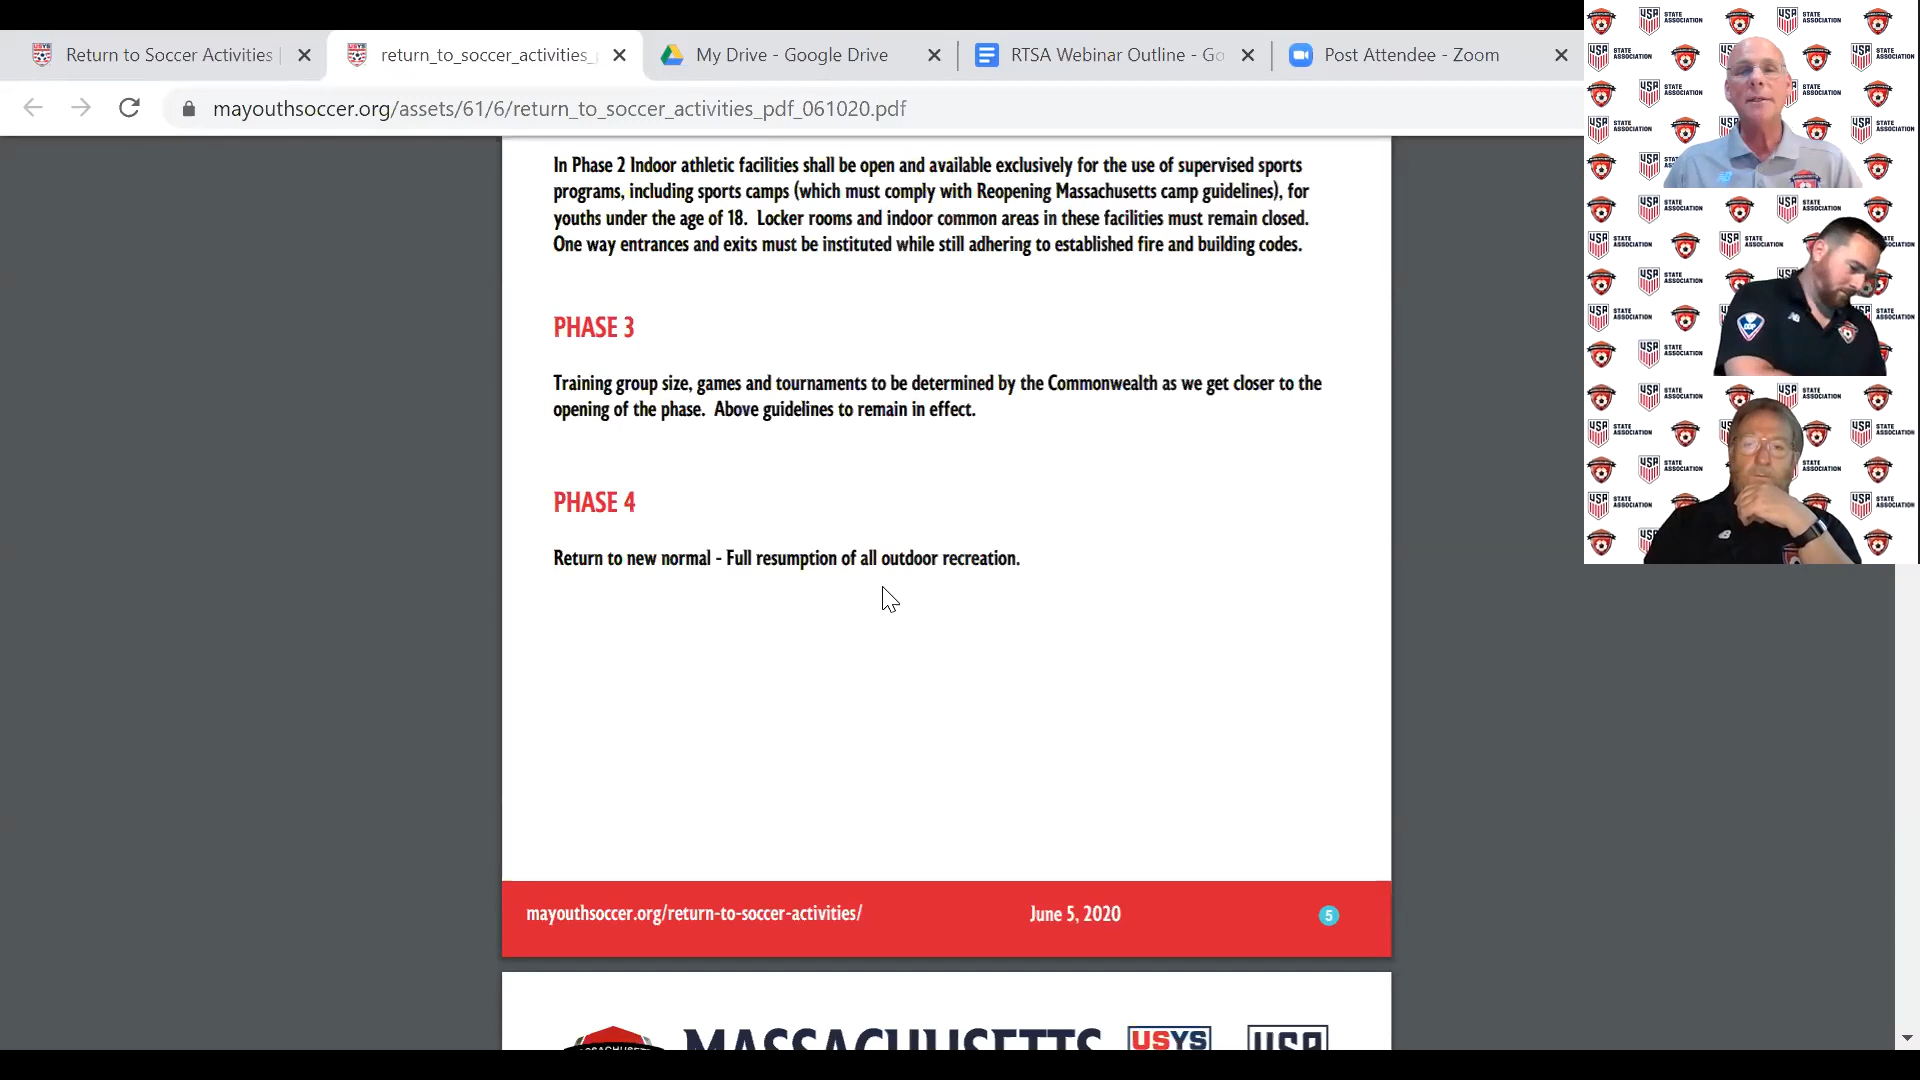 Return to Soccer Activities
return_to_soccer_activities_
My Drive - Google Drive
RTSA Webinar Outline - Go
Post Attendee - Zoom
mayouthsoccer.org/assets/61/6/return_to_soccer_activities_pdf_061020.pdf
In Phase 2 Indoor athletic facilities shall be open and available exclusively for the use of supervised sports
programs, including sports camps (which must comply with Reopening Massachusetts camp guidelines), for
youths under the age of 18. Locker rooms and indoor common areas in these facilities must remain closed.
One way entrances and exits must be instituted while still adhering to established fire and building codes.
PHASE 3
Training group size, games and tournaments to be determined by the Commonwealth as we get closer to the
opening of the phase. Above guidelines to remain in effect.
PHASE 4
Return to new normal - Full resumption of all outdoor recreation.
mayouthsoccer.org/return-to-soccer-activities/
June 5, 2020
5
MASSACHUSETTS
USYS
USA
STATE
ASSOCIATION